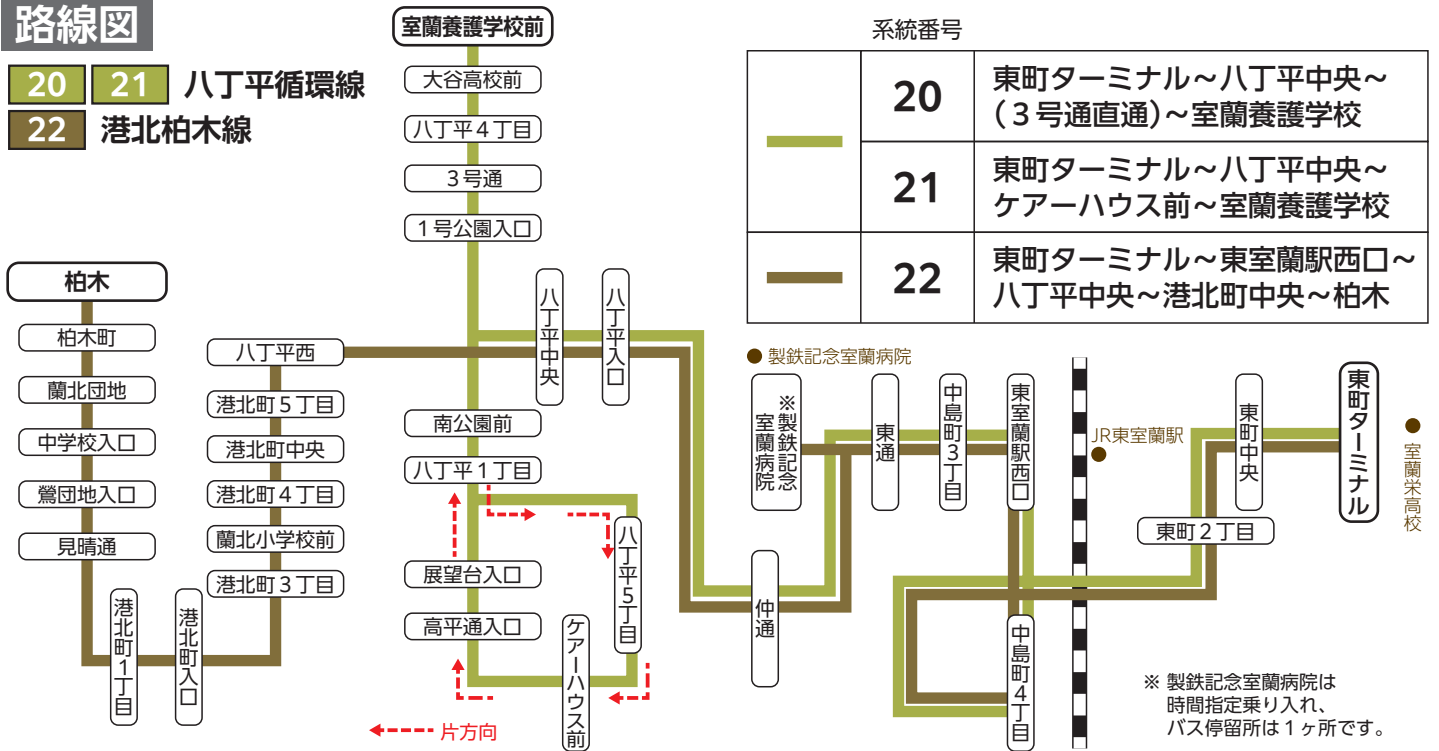 路線図
20 21 八丁平循環線
22 港北柏木線
系統番号
20
東町ターミナル～八丁平中央～
(３号通直通)～室蘭養護学校
21
東町ターミナル～八丁平中央～
ケアーハウス前～室蘭養護学校
22
東町ターミナル～東室蘭駅西口～
八丁平中央～港北町中央～柏木
室蘭養護学校前
大谷高校前
八丁平４丁目
３号通
１号公園入口
柏木
柏木町
蘭北団地
中学校入口
鶯団地入口
見晴通
港北町１丁目
港北町入口
八丁平西
港北町５丁目
港北町中央
港北町４丁目
蘭北小学校前
港北町３丁目
南公園前
八丁平１丁目
展望台入口
高平通入口
八丁平５丁目
ケアーハウス前
片方向
八丁平中央
八丁平入口
仲通
製鉄記念室蘭病院
※製鉄記念
室蘭病院
東通
中島町３丁目
東室蘭駅西口
中島町４丁目
JR東室蘭駅
東町２丁目
東町中央
東町ターミナル
室蘭栄高校
※ 製鉄記念室蘭病院は
時間指定乗り入れ、
バス停留所は１ヶ所です。